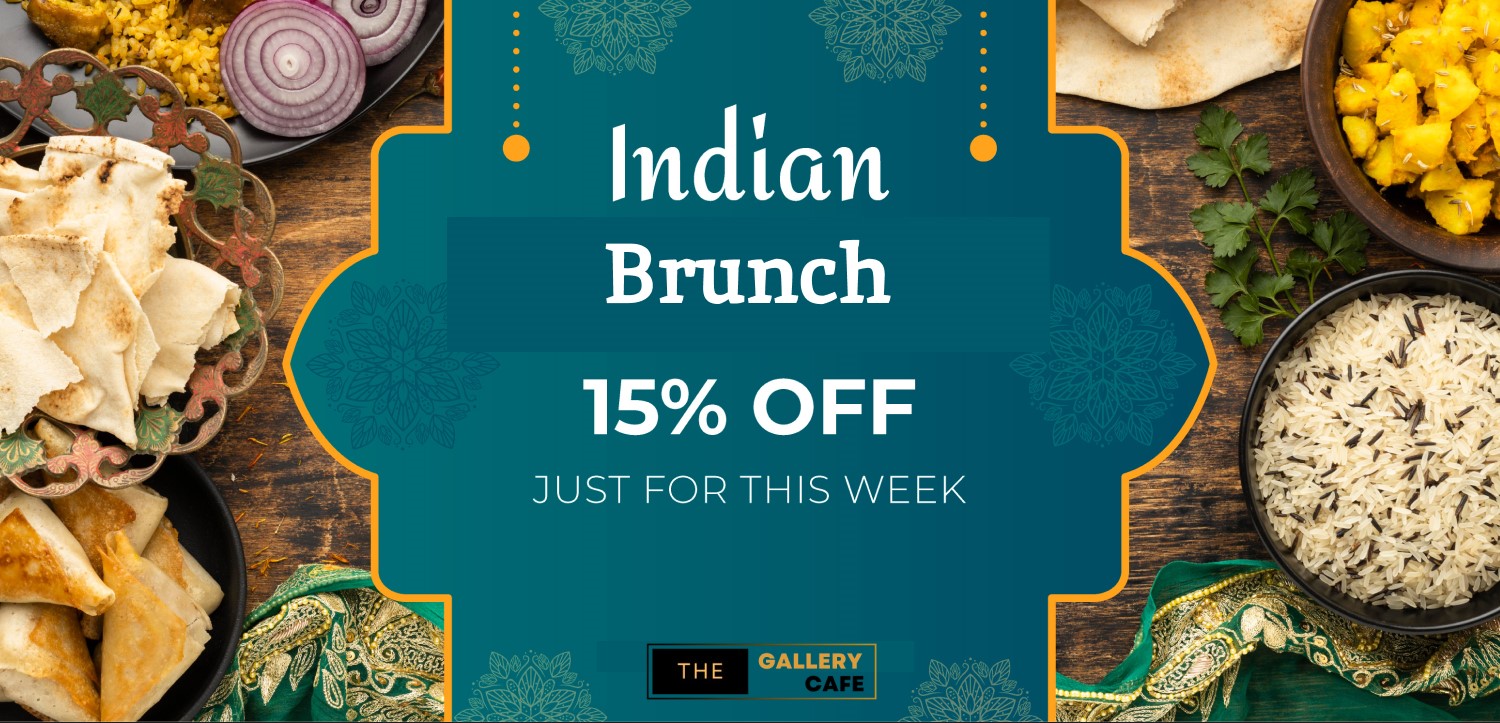 Indian
Brunch
15% OFF
JUST FOR THIS WEEK
THE GALLERY
CAFE